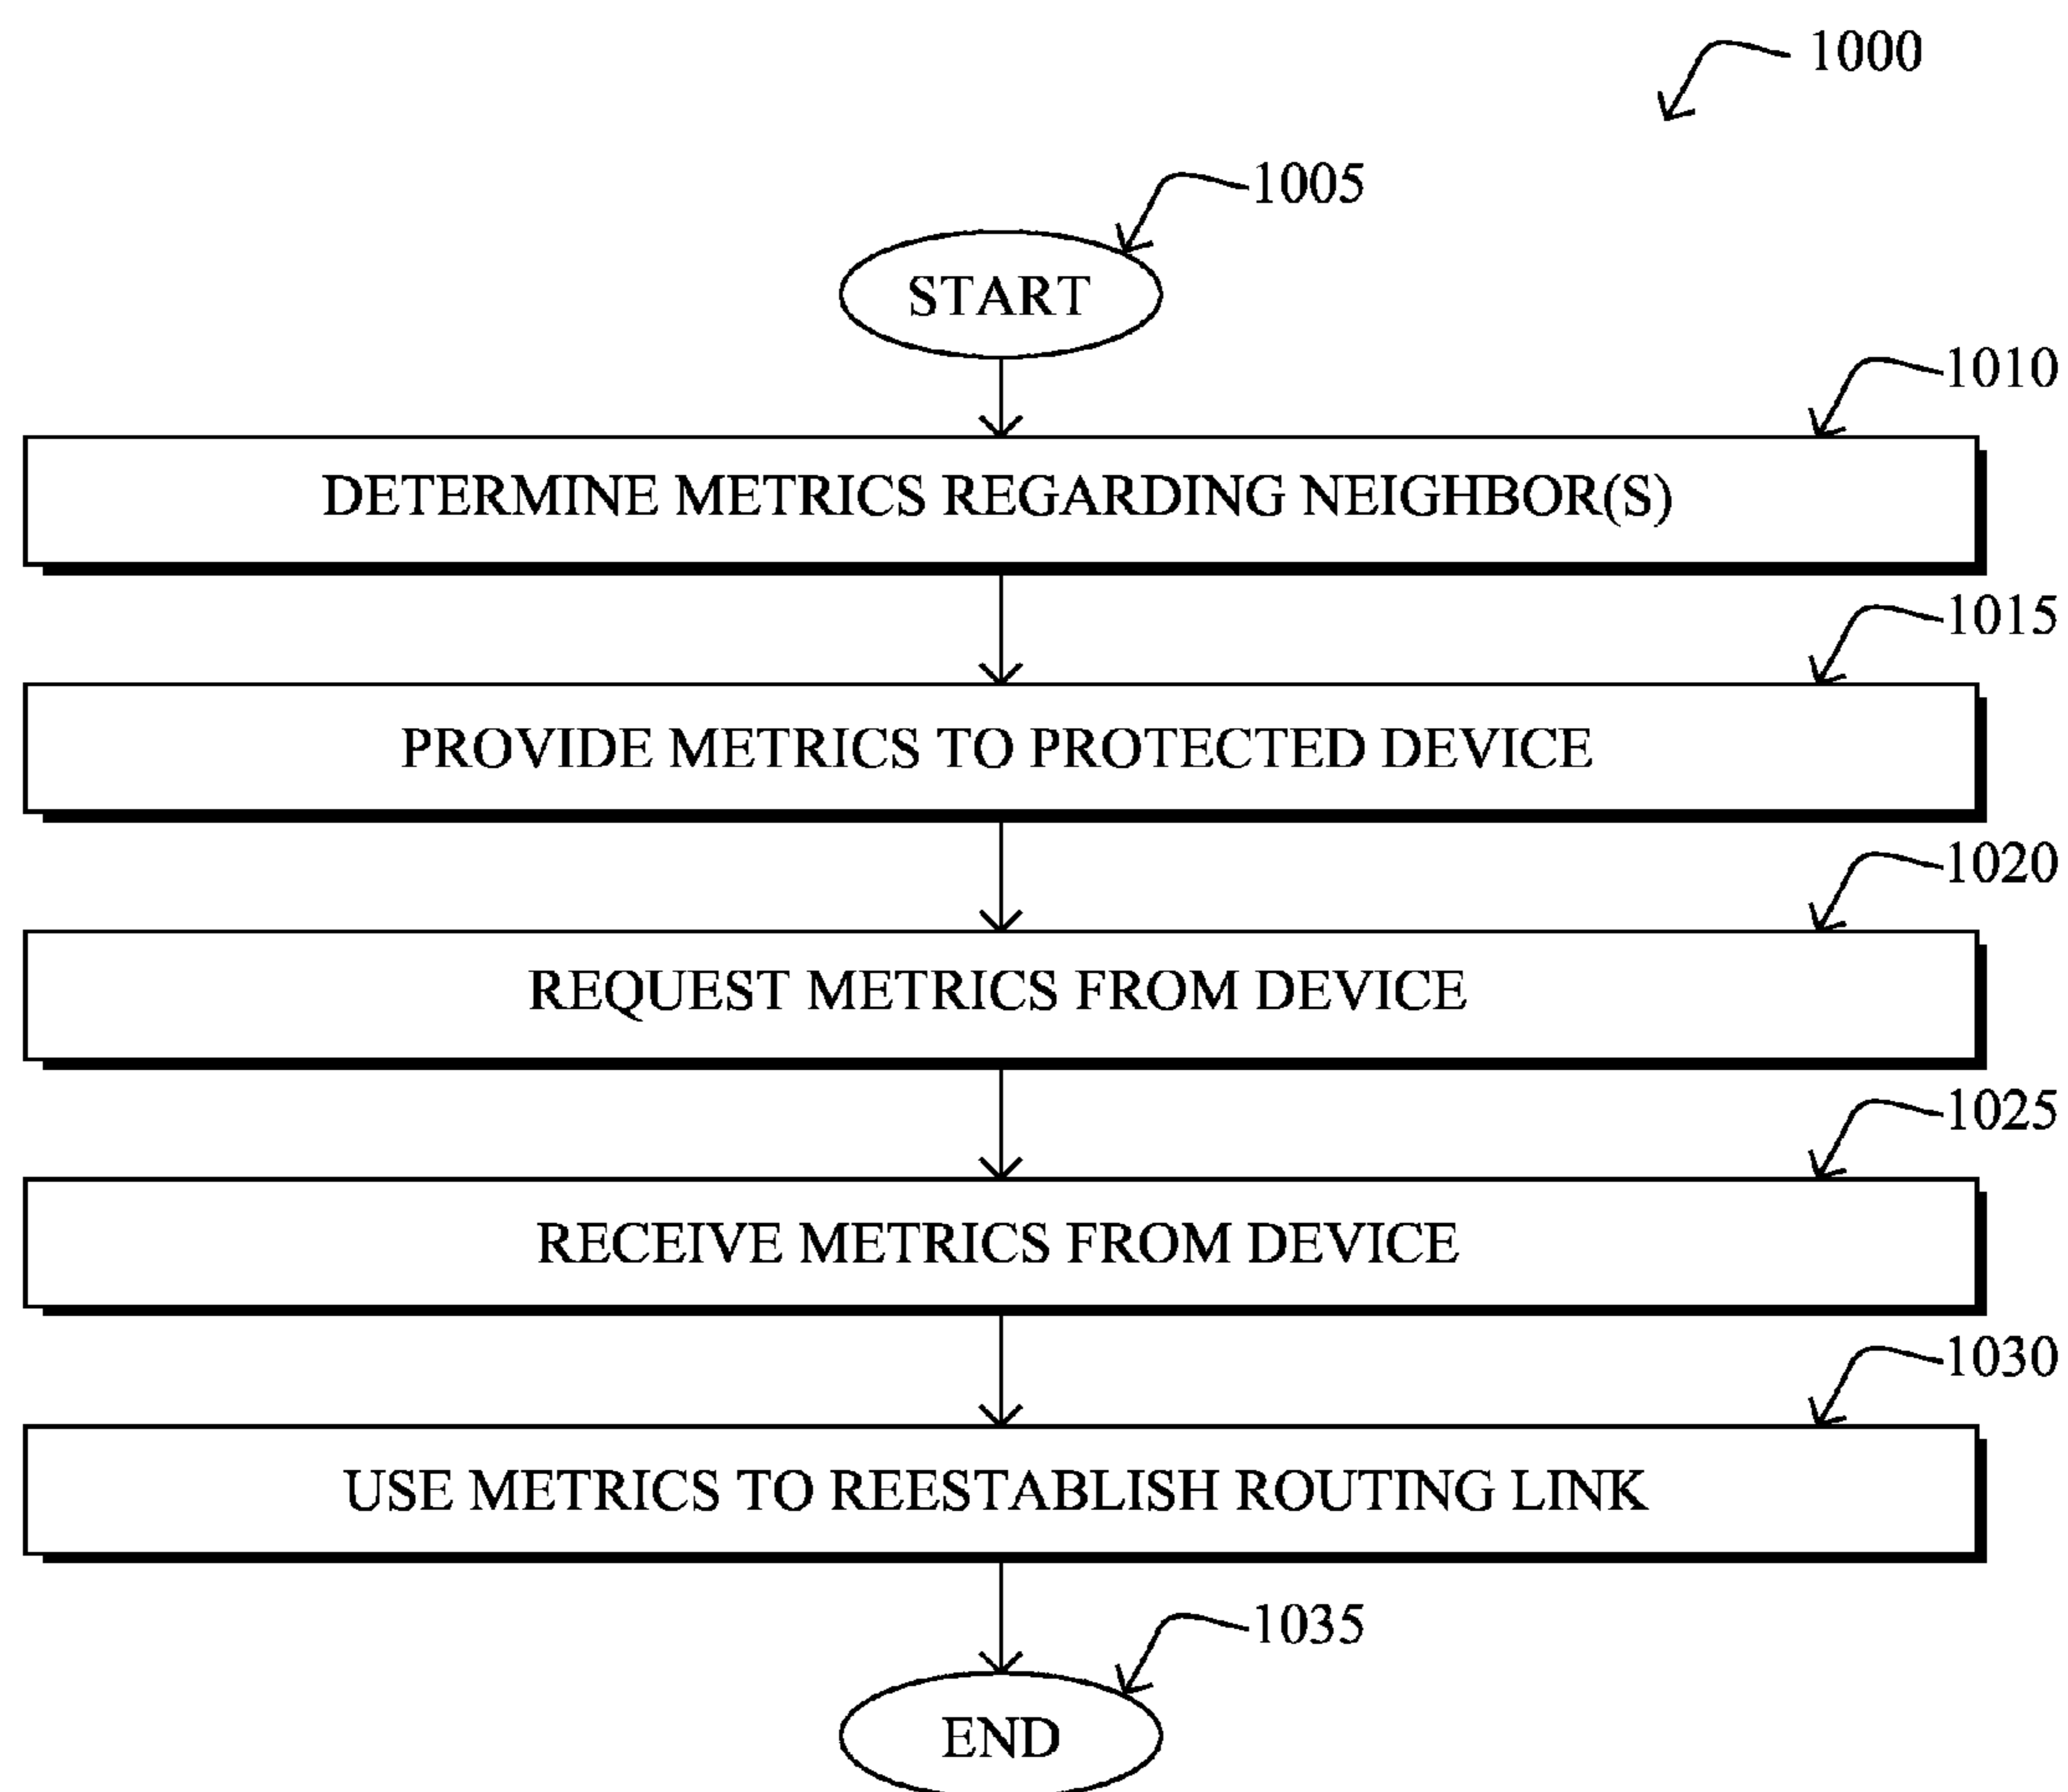 1000
1005
START
1010
DETERMINE METRICS REGARDING NEIGHBOR(S)
1015
PROVIDE METRICS TO PROTECTED DEVICE
1020
REQUEST METRICS FROM DEVICE
1025
RECEIVE METRICS FROM DEVICE
1030
USE METRICS TO REESTABLISH ROUTING LINK
1035
END